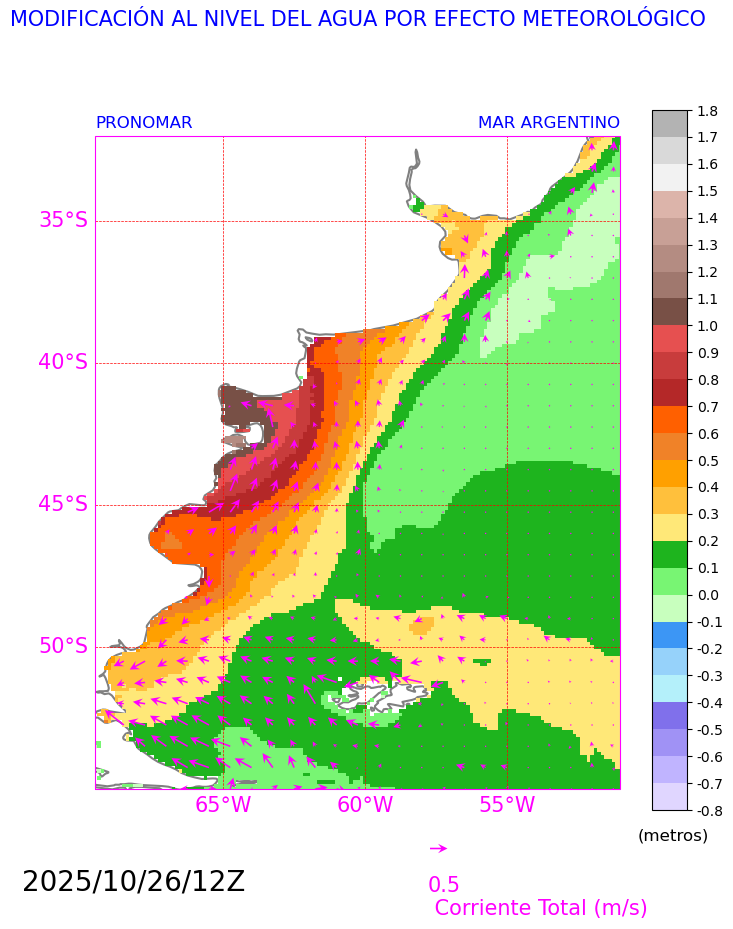 MODIFICACIÓN AL NIVEL DEL AGUA POR EFECTO METEOROLÓGICO
PRONOMAR MAR ARGENTINO
35°S
40°S
45°S
50°S
65°W 60°W 55°W
1.8
1.7
1.6
1.5
1.4
1.3
1.2
1.1
1.0
0.9
0.8
0.7
0.6
0.5
0.4
0.3
0.2
0.1
0.0
-0.1
-0.2
-0.3
-0.4
-0.5
-0.6
-0.7
-0.8
(metros)
2025/10/26/12Z
0.5
Corriente Total (m/s)